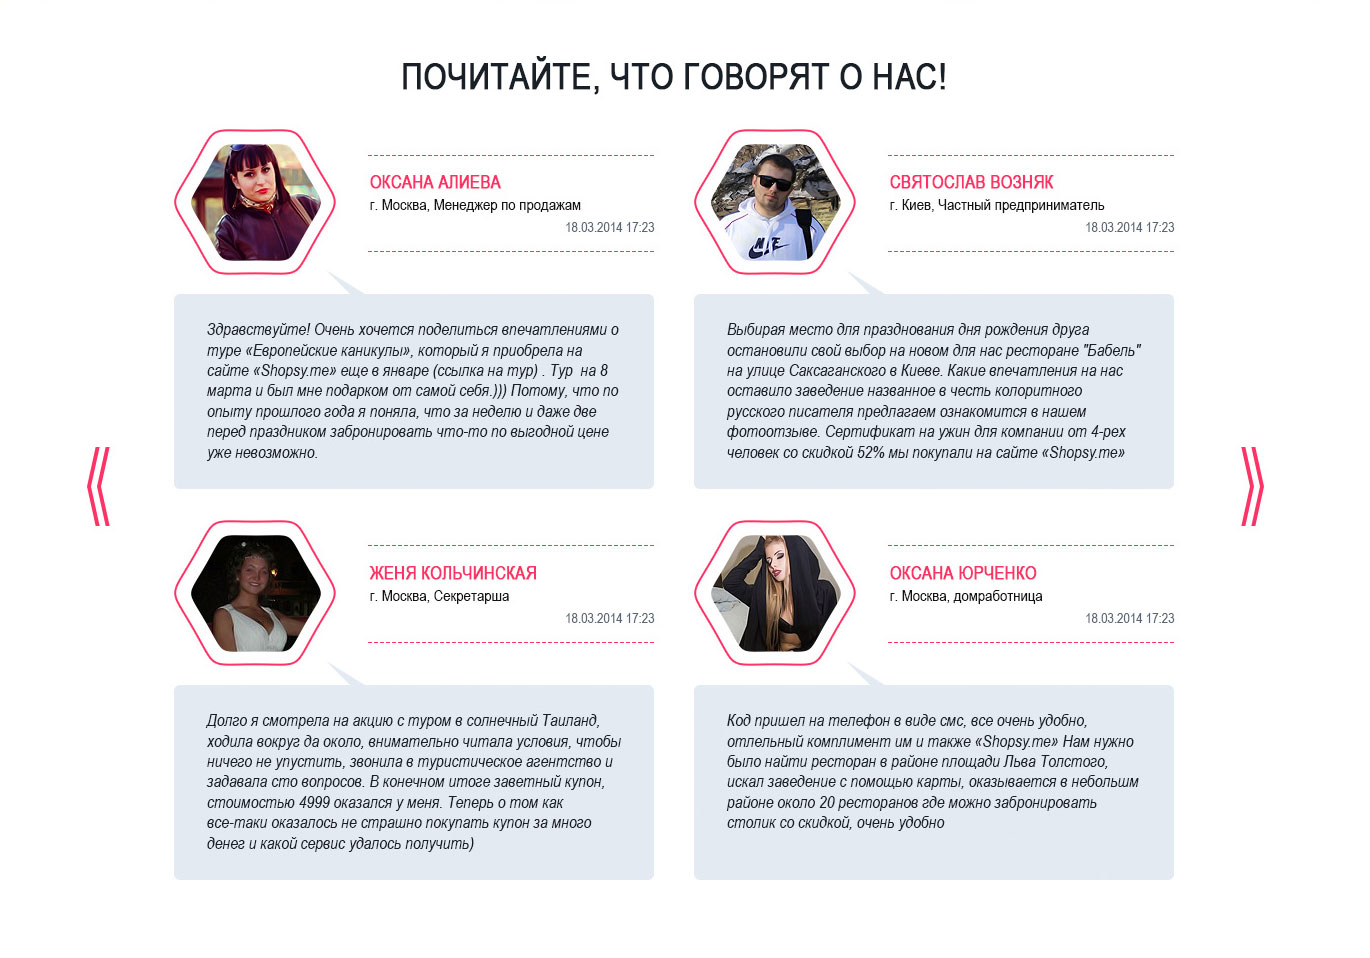 ПОЧИТАЙТЕ, ЧТО ГОВОРЯТ О НАС!
ОКСАНА АЛИЕВА
г. Москва, Менеджер по продажам
18.03.2014 17:23
Здравствуйте! Очень хочется поделиться впечатлениями о
туре «Европейские каникулы», который я приобрела на
сайте «Shopsy.me» еще в январе (ссылка на тур) . Тур  на 8
марта и был мне подарком от самой себя.))) Потому, что по
опыту прошлого года я поняла, что за неделю и даже две
перед праздником забронировать что-то по выгодной цене
уже невозможно.
СВЯТОСЛАВ ВОЗНЯК
г. Киев, Частный предприниматель
18.03.2014 17:23
NIKE
Выбирая место для празднования дня рождения друга
остановили свой выбор на новом для нас ресторане "Бабель"
на улице Саксаганского в Киеве. Какие впечатления на нас
оставило заведение названное в честь колоритного
русского писателя предлагаем ознакомится в нашем
фотоотзыве. Сертификат на ужин для компании от 4-рех
человек со скидкой 52% мы покупали на сайте «Shopsy.me»
ЖЕНЯ КОЛЬЧИНСКАЯ
г. Москва, Секретарша
18.03.2014 17:23
Долго я смотрела на акцию с туром в солнечный Таиланд,
ходила вокруг да около, внимательно читала условия, чтобы
ничего не упустить, звонила в туристическое агентство и
задавала сто вопросов. В конечном итоге заветный купон,
стоимостью 4999 оказался у меня. Теперь о том как
все-таки оказалось не страшно покупать купон за много
денег и какой сервис удалось получить)
ОКСАНА ЮРЧЕНКО
г. Москва, домработница
18.03.2014 17:23
Код пришел на телефон в виде смс, все очень удобно,
отлельный комплимент им и также «Shopsy.me» Нам нужно
было найти ресторан в районе площади Льва Толстого,
искал заведение с помощью карты, оказывается в небольшм
районе около 20 ресторанов где можно забронировать
столик со скидкой, очень удобно